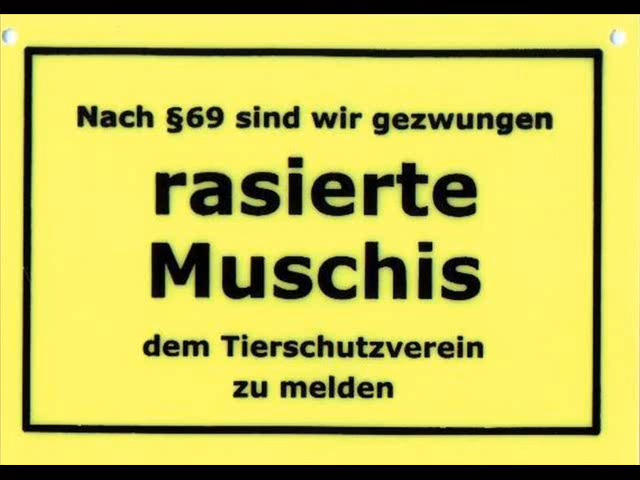 Nach §69 sind wir gezwungen
rasierte
Muschis
dem Tierschutzverein
zu melden